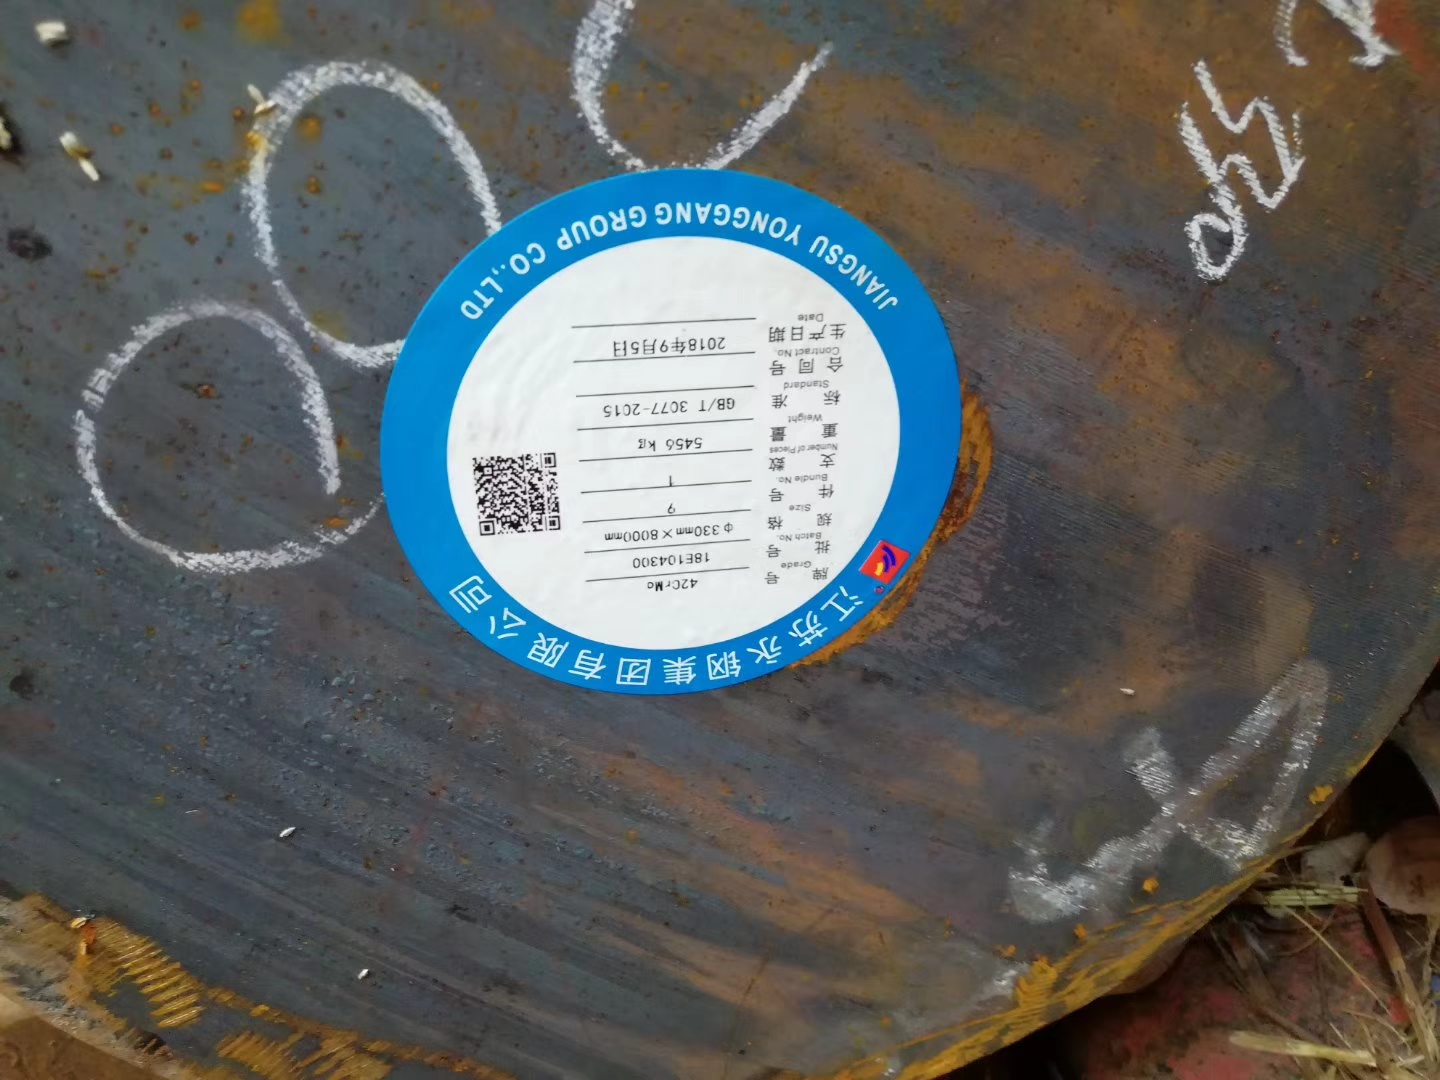 江苏永钢集团有限公司
牌号 42CrMo
Grade
批号 18E104300
Batch No.
规格 φ330mm×8000mm
Size
件号 6
Bundle No.
支数 1
Number of Pieces
重量 5456 kg
Weight
标准 GB/T 3077-2015
Standard
合同号
Contract No.
生产日期 2018年9月5日
Date
JIANGSU YONGGANG GROUP CO.,LTD